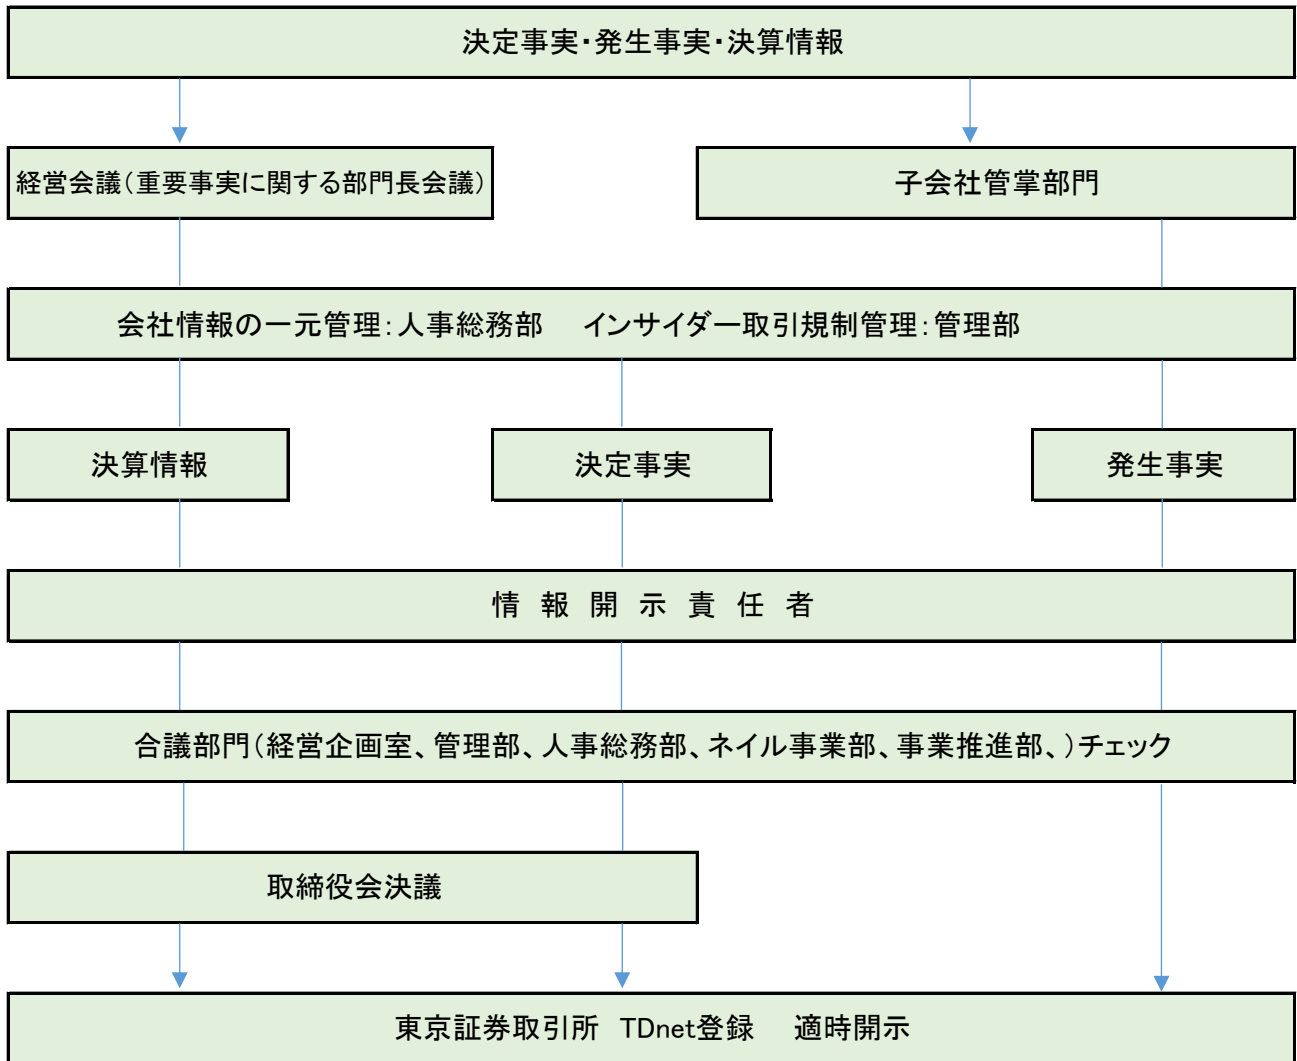 決定事実・発生事実・決算情報
経営会議(重要事実に関する部門長会議)
子会社管掌部門
会社情報の一元管理:人事総務部　インサイダー取引規制管理:管理部
決算情報
決定事実
発生事実
情 報 開 示 責 任 者
合議部門(経営企画室、管理部、人事総務部、ネイル事業部、事業推進部、)チェック
取締役会決議
東京証券取引所 TDnet登録　適時開示